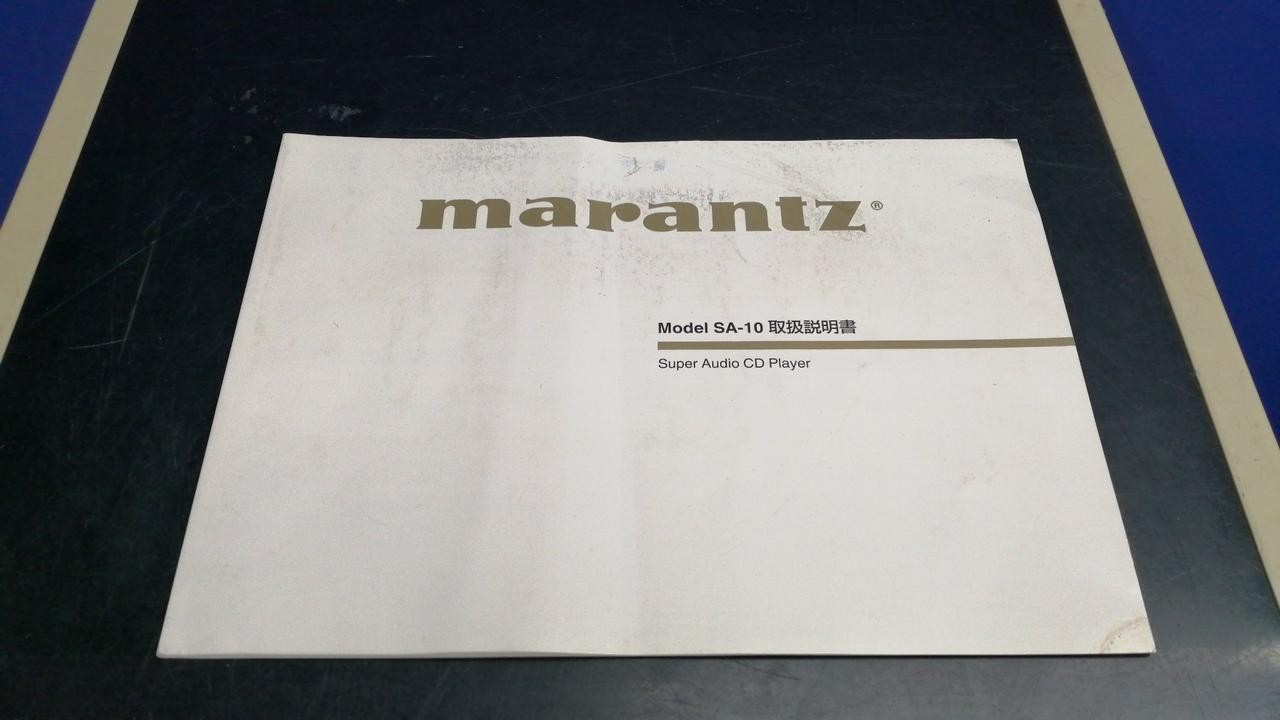 marantz®
Model SA-10 取扱説明書
Super Audio CD Player